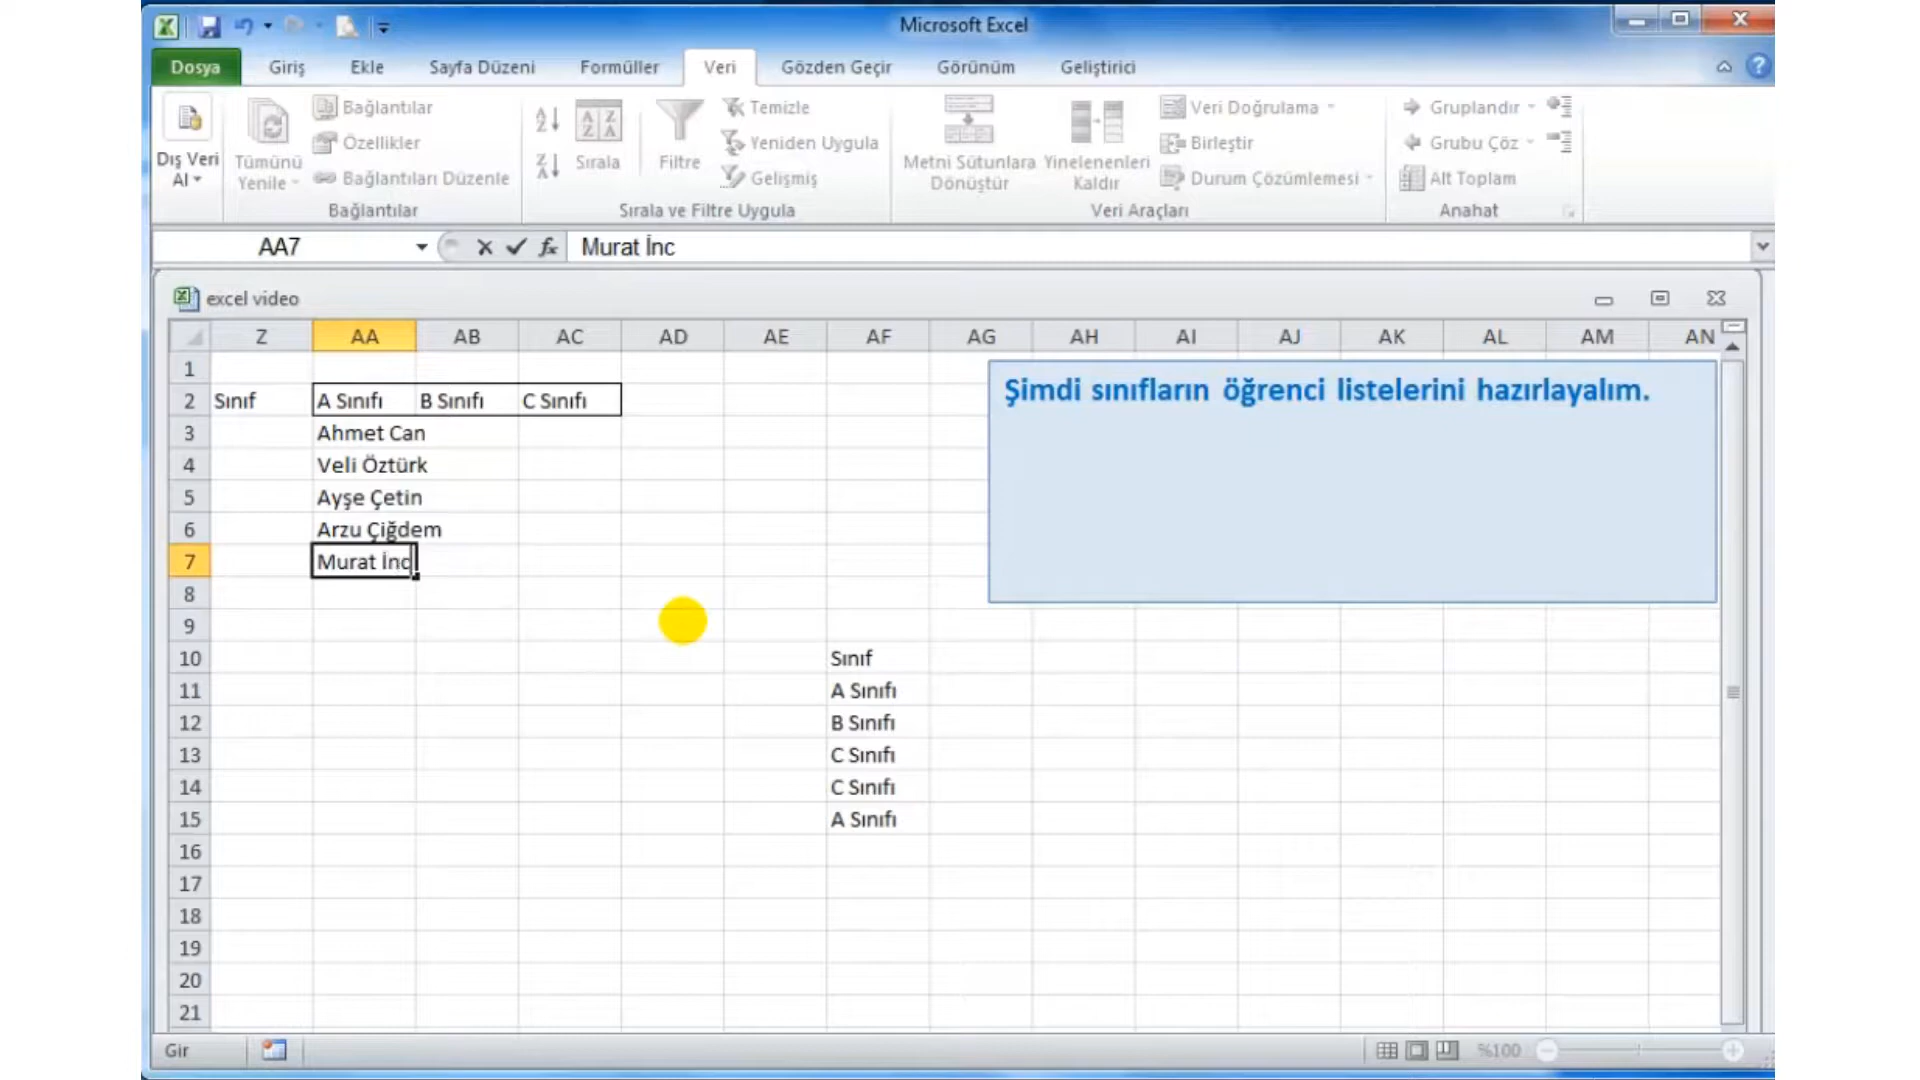 Microsoft Excel
Dosya Giriş Ekle Sayfa Düzeni Formüller Veri Gözden Geçir Görünüm Geliştirici
Dış Veri Al
Tümünü Yenile
Bağlantılar
Özellikler
Bağlantıları Düzenle
Bağlantılar
Sırala
Filtre
Temizle
Yeniden Uygula
Gelişmiş
Sırala ve Filtre Uygula
Metni Sütunlara Dönüştür
Yinelenenleri Kaldır
Veri Doğrulama
Birleştir
Durum Çözümlemesi
Veri Araçları
Gruplandır
Grubu Çöz
Alt Toplam
Anahat
AA7 fx Murat İnc
excel video
Z AA AB AC AD AE AF AG AH AI AJ AK AL AM AN
1
2 Sınıf A Sınıfı B Sınıfı C Sınıfı
3 Ahmet Can
4 Veli Öztürk
5 Ayşe Çetin
6 Arzu Çiğdem
7 Murat İnc
8
9
10 Sınıf
11 A Sınıfı
12 B Sınıfı
13 C Sınıfı
14 C Sınıfı
15 A Sınıfı
16
17
18
19
20
21
Şimdi sınıfların öğrenci listelerini hazırlayalım.
Gir %100